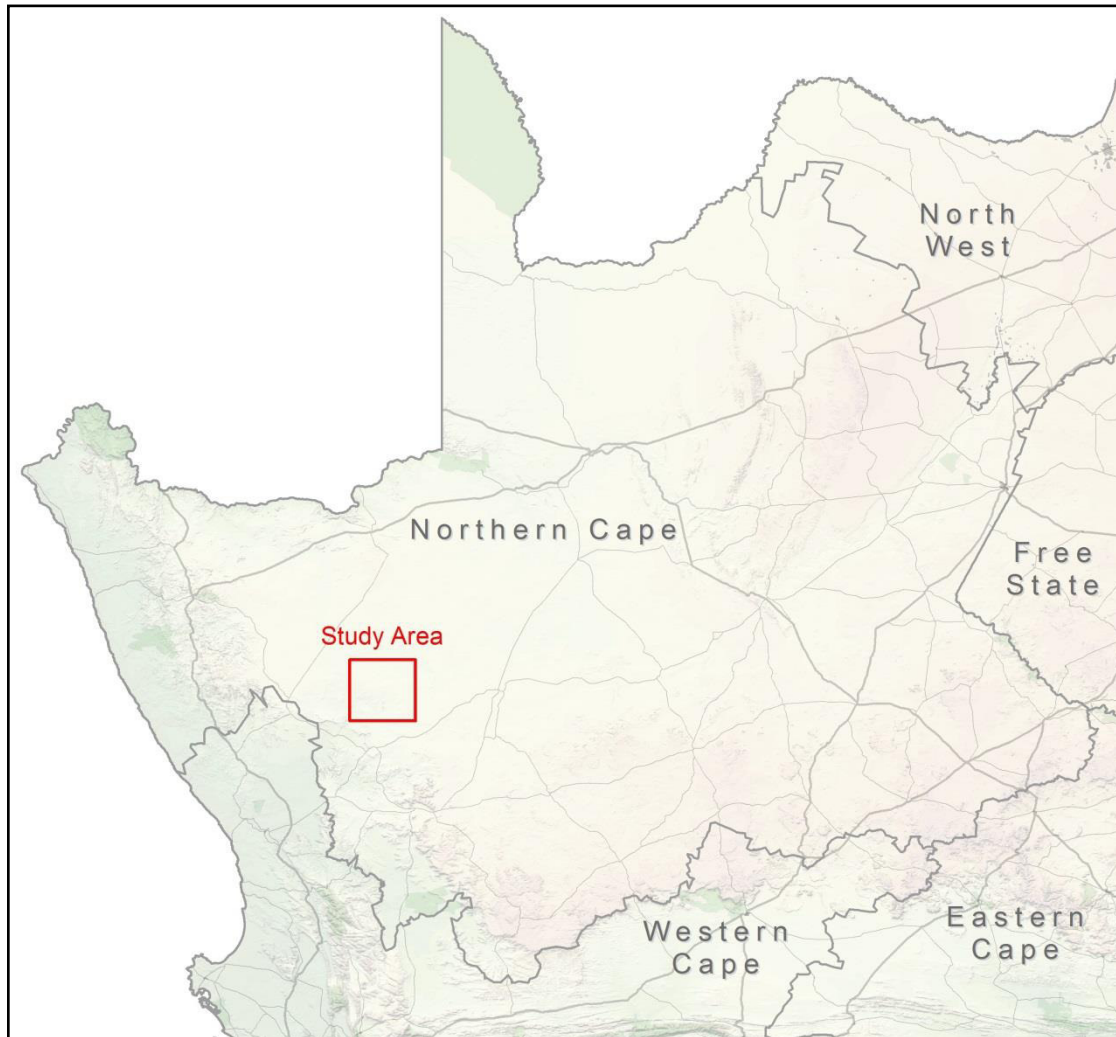 North
West
Northern Cape
Free
State
Study Area
Western
Cape
Eastern
Cape